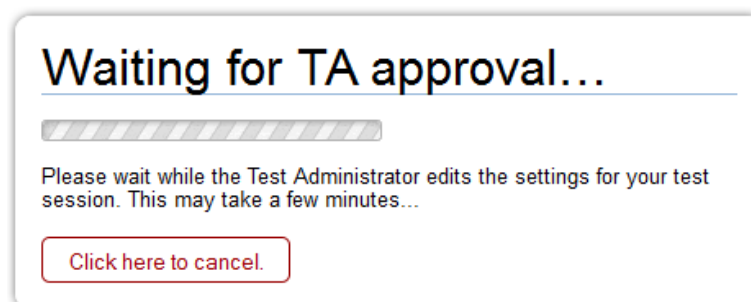 Waiting for TA approval...
Please wait while the Test Administrator edits the settings for your test
session. This may take a few minutes...
Click here to cancel.